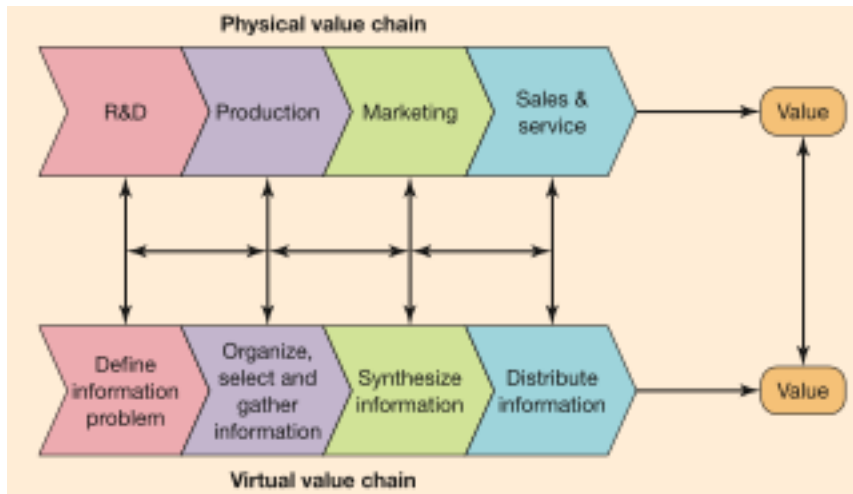 Physical value chain
R&D
Production
Marketing
Sales &
service
Value
Define
information
problem
Organize,
select and
gather
information
Synthesize
information
Distribute
information
Value
Virtual value chain